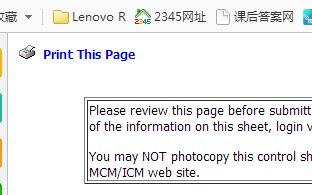 收藏 Lenovo R 2345网址 课后答案网
Print This Page
Please review this page before submitt
of the information on this sheet, login v
You may NOT photocopy this control sh
MCM/ICM web site.